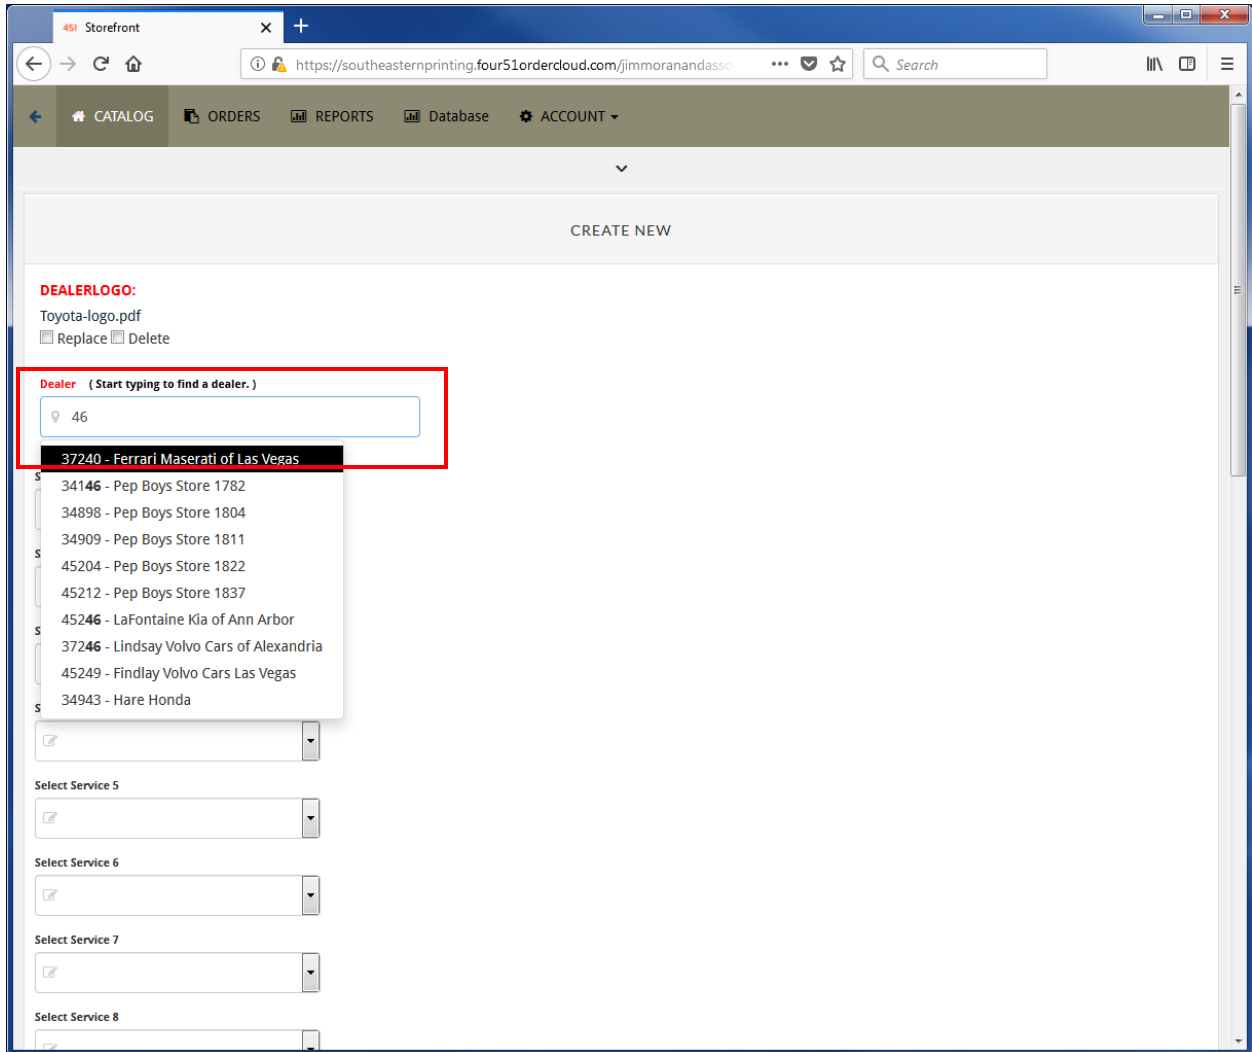 451 Storefront
https://southeasternprinting.four51ordercloud.com/jimmoranandasso
Search
CATALOG ORDERS REPORTS Database ACCOUNT
CREATE NEW
DEALERLOGO:
Toyota-logo.pdf
Replace Delete
Dealer ( Start typing to find a dealer. )
46
37240 - Ferrari Maserati of Las Vegas
34146 - Pep Boys Store 1782
34898 - Pep Boys Store 1804
34909 - Pep Boys Store 1811
45204 - Pep Boys Store 1822
45212 - Pep Boys Store 1837
45246 - LaFontaine Kia of Ann Arbor
37246 - Lindsay Volvo Cars of Alexandria
45249 - Findlay Volvo Cars Las Vegas
34943 - Hare Honda
Select Service 5
Select Service 6
Select Service 7
Select Service 8